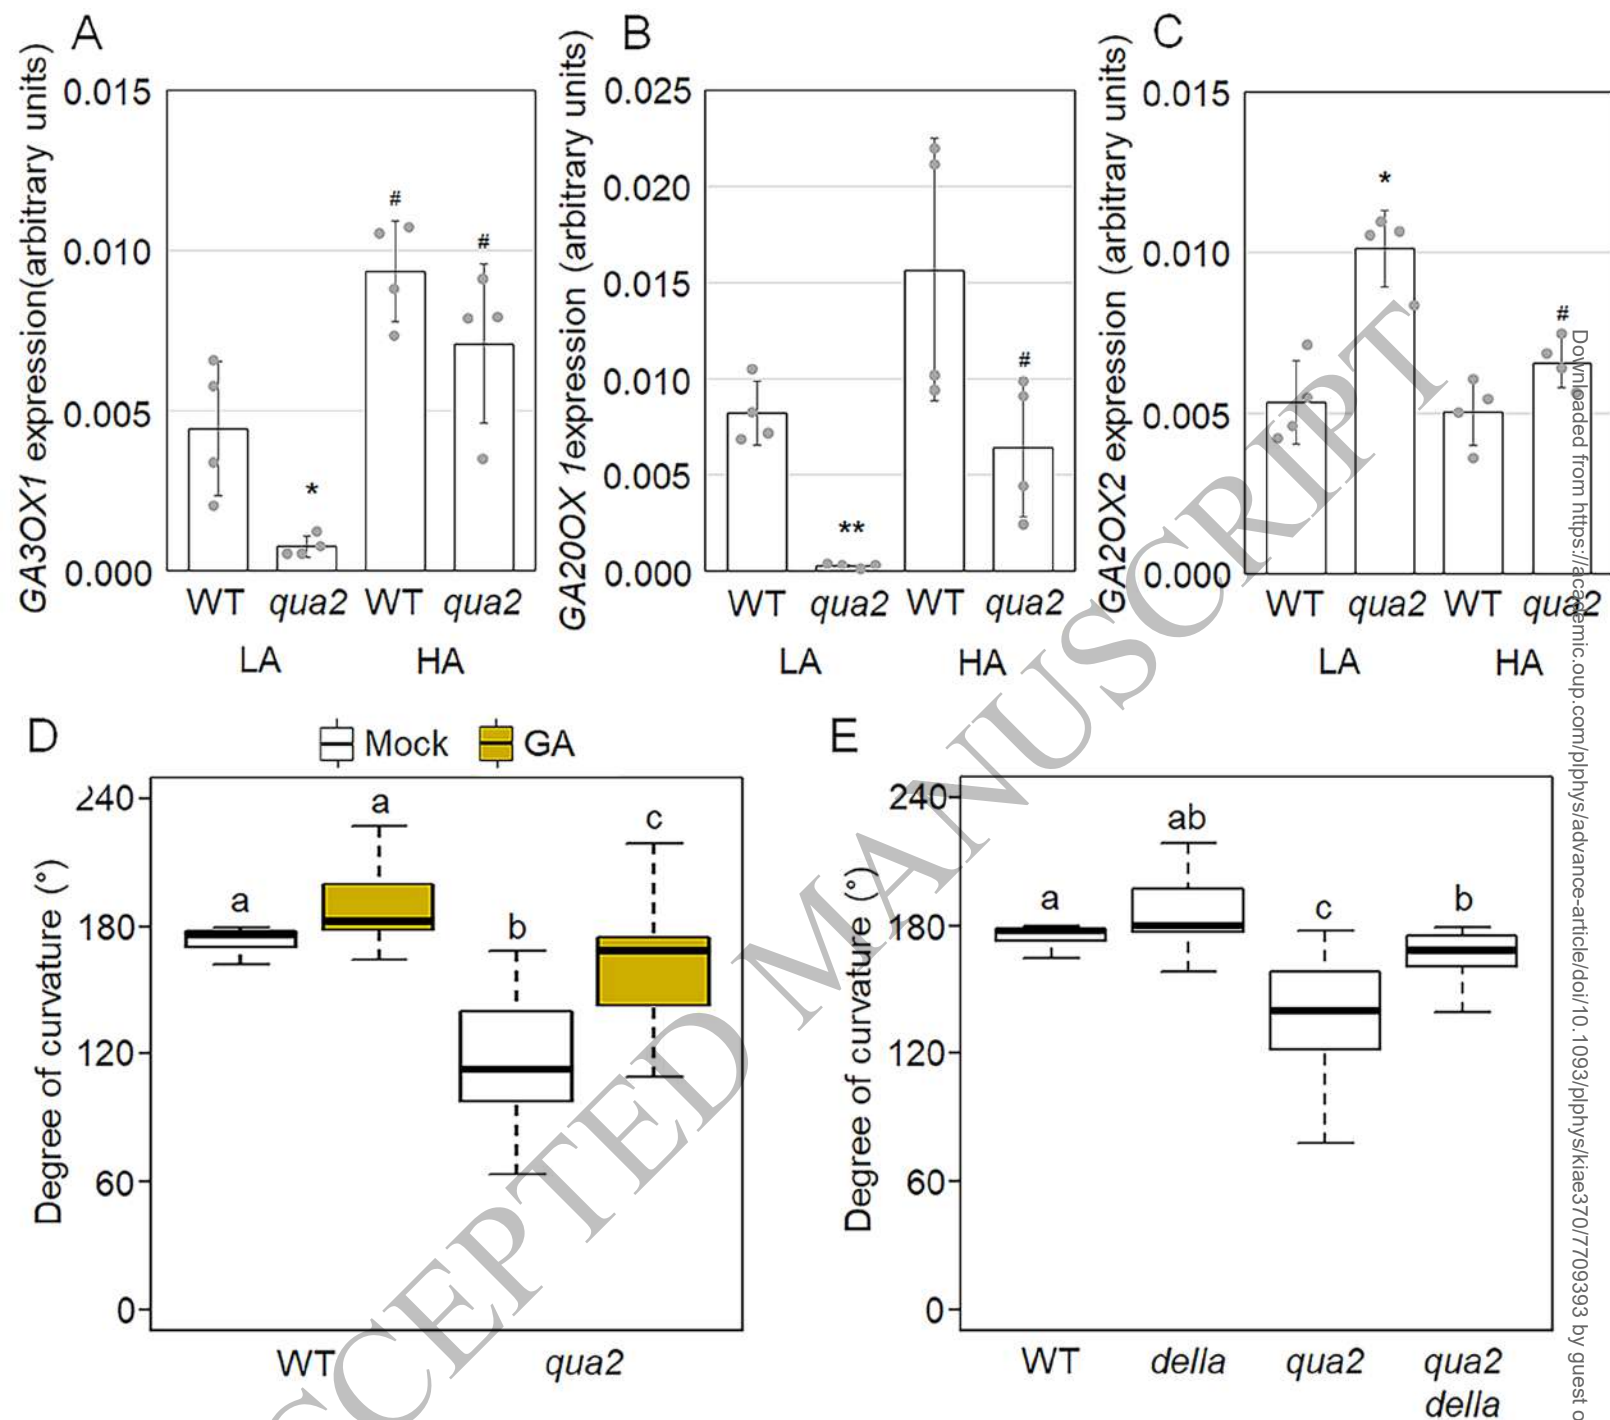 A
GA3OX1 expression(arbitrary units)
0.015
0.010
0.005
0.000
#
#
*
WT qua2 WT qua2
LA HA
B
GA20OX 1expression (arbitrary units)
0.025
0.020
0.015
0.010
0.005
0.000
#
**
WT qua2 WT qua2
LA HA
C
GA2OX2 expression (arbitrary units)
0.015
0.010
0.005
0.000
*
#
WT qua2 WT qua2
LA HA
D
Mock GA
Degree of curvature (°)
240
180
120
60
0
a
a
b
c
WT qua2
E
Degree of curvature (°)
240
180
120
60
0
a
ab
c
b
WT della qua2 qua2
della
CCEPTED MANUSCRIPT
Downloaded from https://academic.oup.com/plphys/advance-article/doi/10.1093/plphys/kiae370/7709393 by guest o